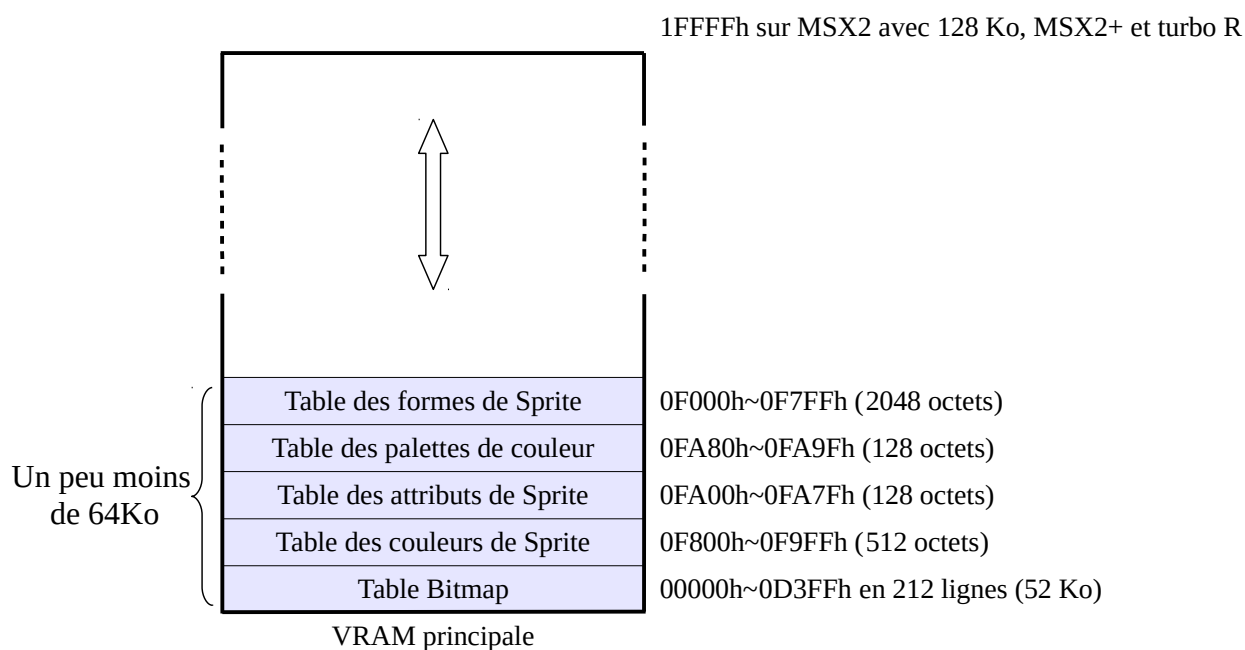 1FFFFh sur MSX2 avec 128 Ko, MSX2+ et turbo R
Table des formes de Sprite 0F000h~0F7FFh (2048 octets)
Table des palettes de couleur 0FA80h~0FA9Fh (128 octets)
Un peu moins de 64Ko
Table des attributs de Sprite 0FA00h~0FA7Fh (128 octets)
Table des couleurs de Sprite 0F800h~0F9FFh (512 octets)
Table Bitmap 00000h~0D3FFh en 212 lignes (52 Ko)
VRAM principale